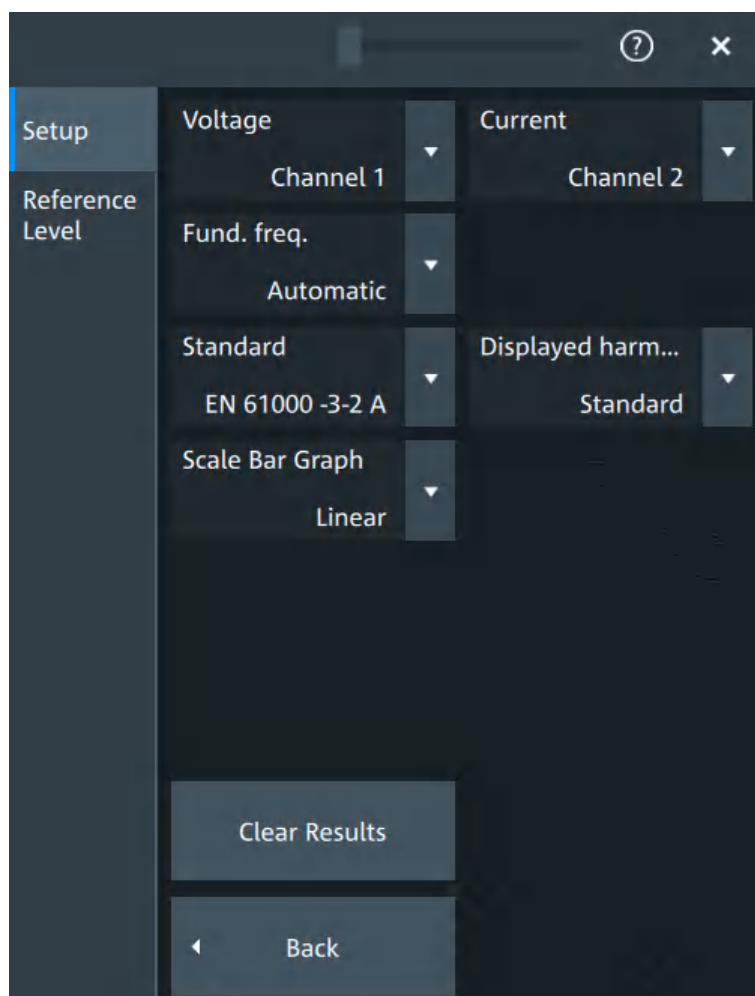 ?
Setup
Reference
Level
Voltage
Channel 1
Current
Channel 2
Fund. freq.
Automatic
Standard
EN 61000 -3-2 A
Displayed harm...
Standard
Scale Bar Graph
Linear
Clear Results
Back